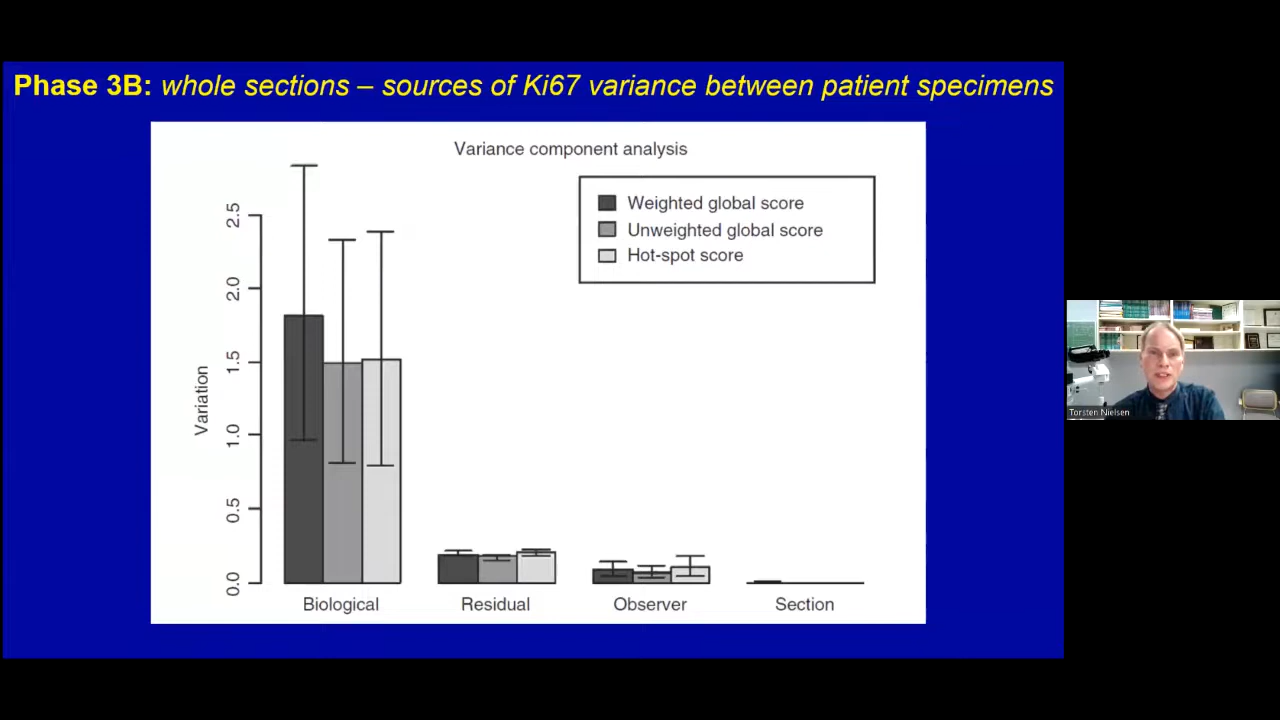 Phase 3B: whole sections – sources of Ki67 variance between patient specimens
Variance component analysis
Weighted global score
Unweighted global score
Hot-spot score
Variation
2.5
2.0
1.5
1.0
0.5
0.0
Biological
Residual
Observer
Section
Torsten Nielsen